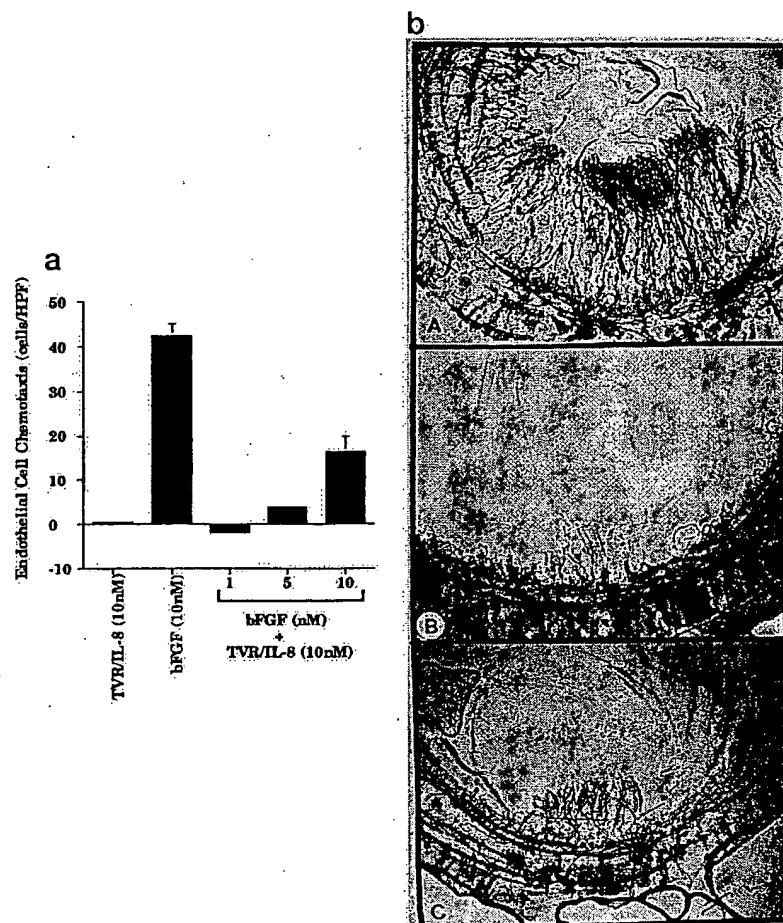 b
a
Endothelial Cell Chemotaxis (cells/HPF)
50
40
30
20
10
0
-10
TVR/IL-8 (10nM)
bFGF (10nM)
1 5 10
bFGF (nM)
+
TVR/IL-8 (10nM)
A
B
C